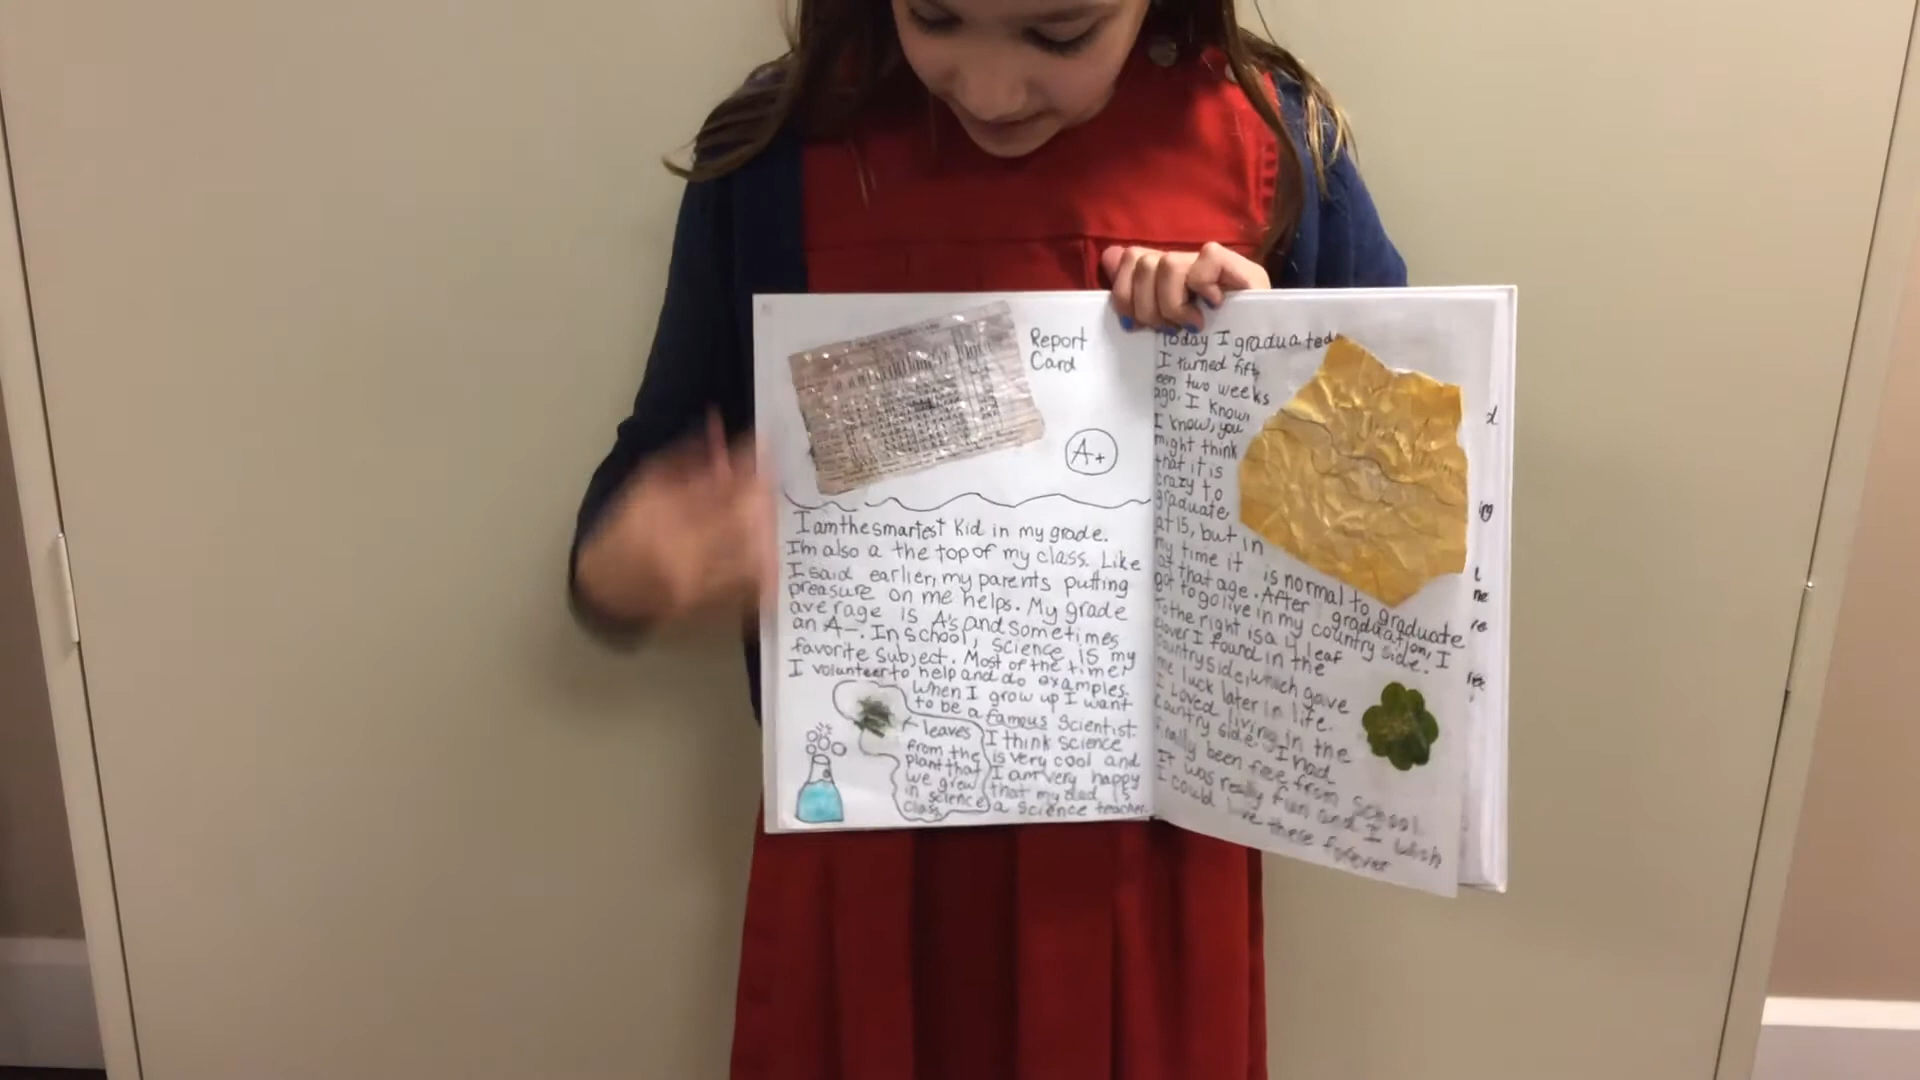 Report
Card
A+
I am the smartest kid in my grade.
I'm also a the top of my class. Like
I said earlier, my parents putting
preasure on me helps. My grade
average is A's and sometimes
an A-. In school, science is my
favorite subject. Most of the time,
I volunteer to help and do examples.
When I grow up I want
to be a famous scientist.
I think science
is very cool and
I am very happy
that my dad is
a science teacher.
leaves
from the
plant that
we grew
in science
class
Today I graduated
I turned fift
een two weeks
ago. I know,
I know, you
might think
that it is
crazy to
graduate
at 15, but in
my time it is normal to graduate
at that age. After graduation, I
got to go live in my country side.
To the right is a 4 leaf
clover I found in the
countryside, which gave
me luck later in life.
I loved living in the
country side. I had
really been free from school
It was really fun and I wish
I could live these forever